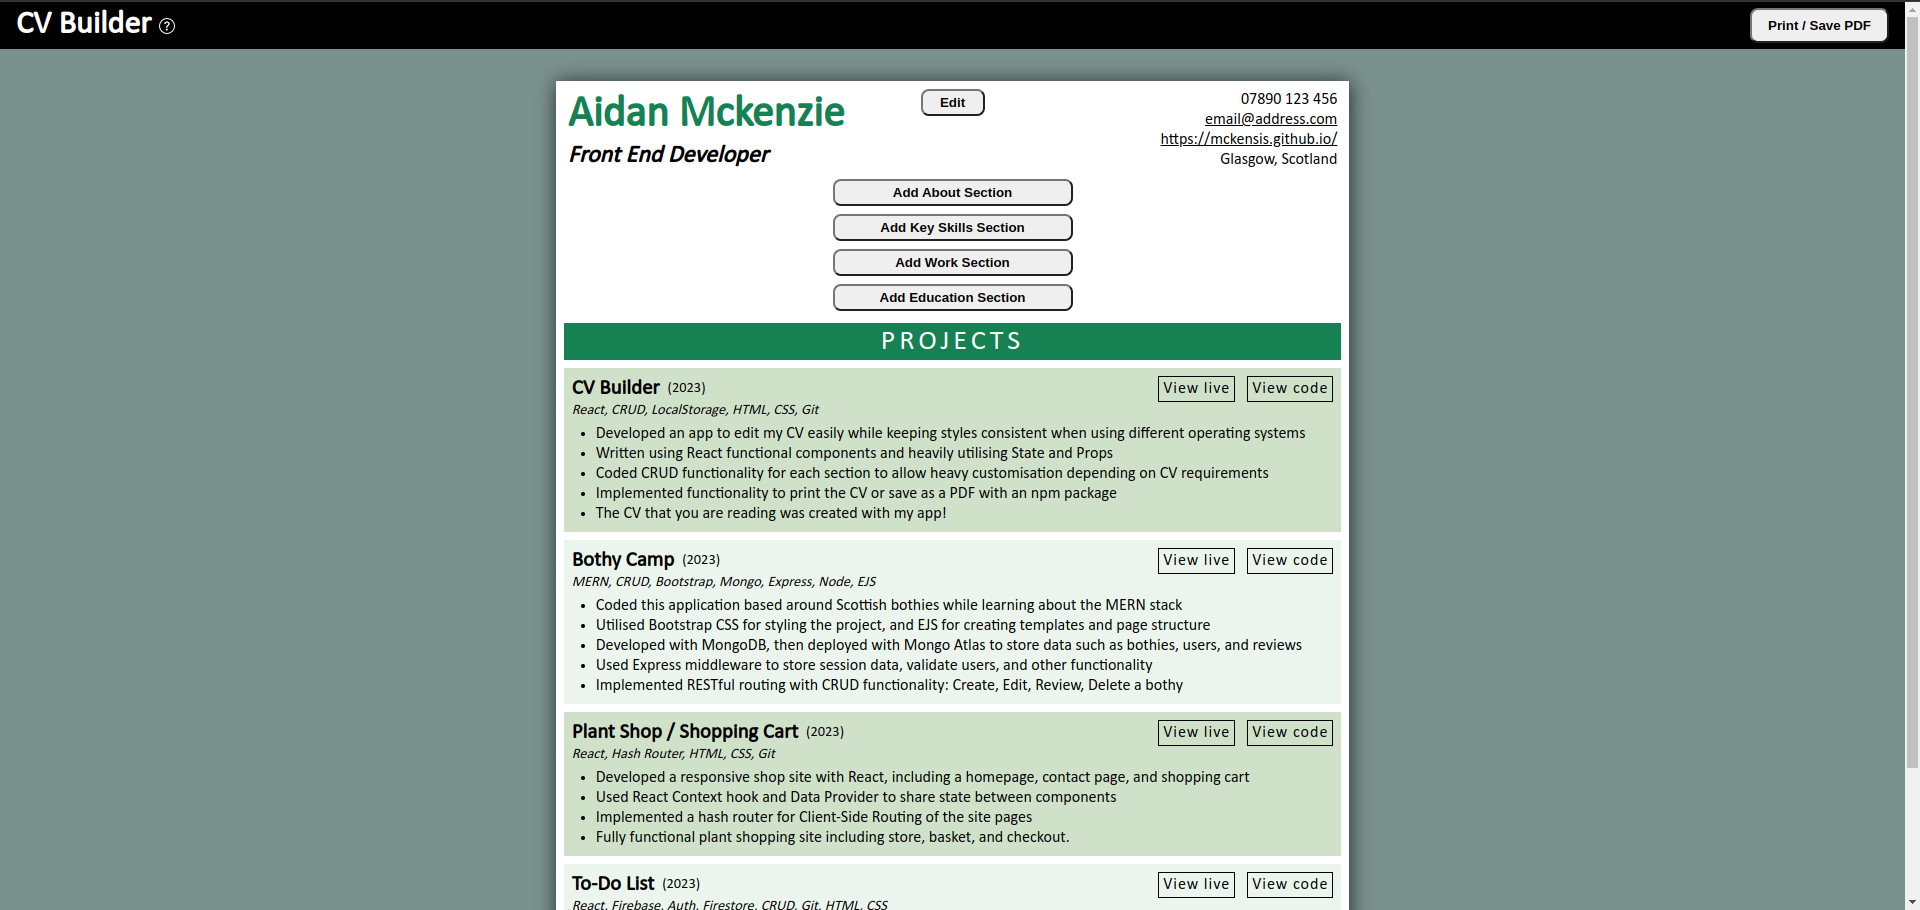 CV Builder ?
Print / Save PDF
Aidan Mckenzie
Edit
07890 123 456
email@address.com
https://mckensis.github.io/
Front End Developer
Glasgow, Scotland
Add About Section
Add Key Skills Section
Add Work Section
Add Education Section
PROJECTS
CV Builder (2023)
View live View code
React, CRUD, LocalStorage, HTML, CSS, Git
• Developed an app to edit my CV easily while keeping styles consistent when using different operating systems
• Written using React functional components and heavily utilising State and Props
• Coded CRUD functionality for each section to allow heavy customisation depending on CV requirements
• Implemented functionality to print the CV or save as a PDF with an npm package
• The CV that you are reading was created with my app!
Bothy Camp (2023)
View live View code
MERN, CRUD, Bootstrap, Mongo, Express, Node, EJS
• Coded this application based around Scottish bothies while learning about the MERN stack
• Utilised Bootstrap CSS for styling the project, and EJS for creating templates and page structure
• Developed with MongoDB, then deployed with Mongo Atlas to store data such as bothies, users, and reviews
• Used Express middleware to store session data, validate users, and other functionality
• Implemented RESTful routing with CRUD functionality: Create, Edit, Review, Delete a bothy
Plant Shop / Shopping Cart (2023)
View live View code
React, Hash Router, HTML, CSS, Git
• Developed a responsive shop site with React, including a homepage, contact page, and shopping cart
• Used React Context hook and Data Provider to share state between components
• Implemented a hash router for Client-Side Routing of the site pages
• Fully functional plant shopping site including store, basket, and checkout.
To-Do List (2023)
View live View code
React, Firebase, Auth, Firestore, CRUD, Git, HTML, CSS